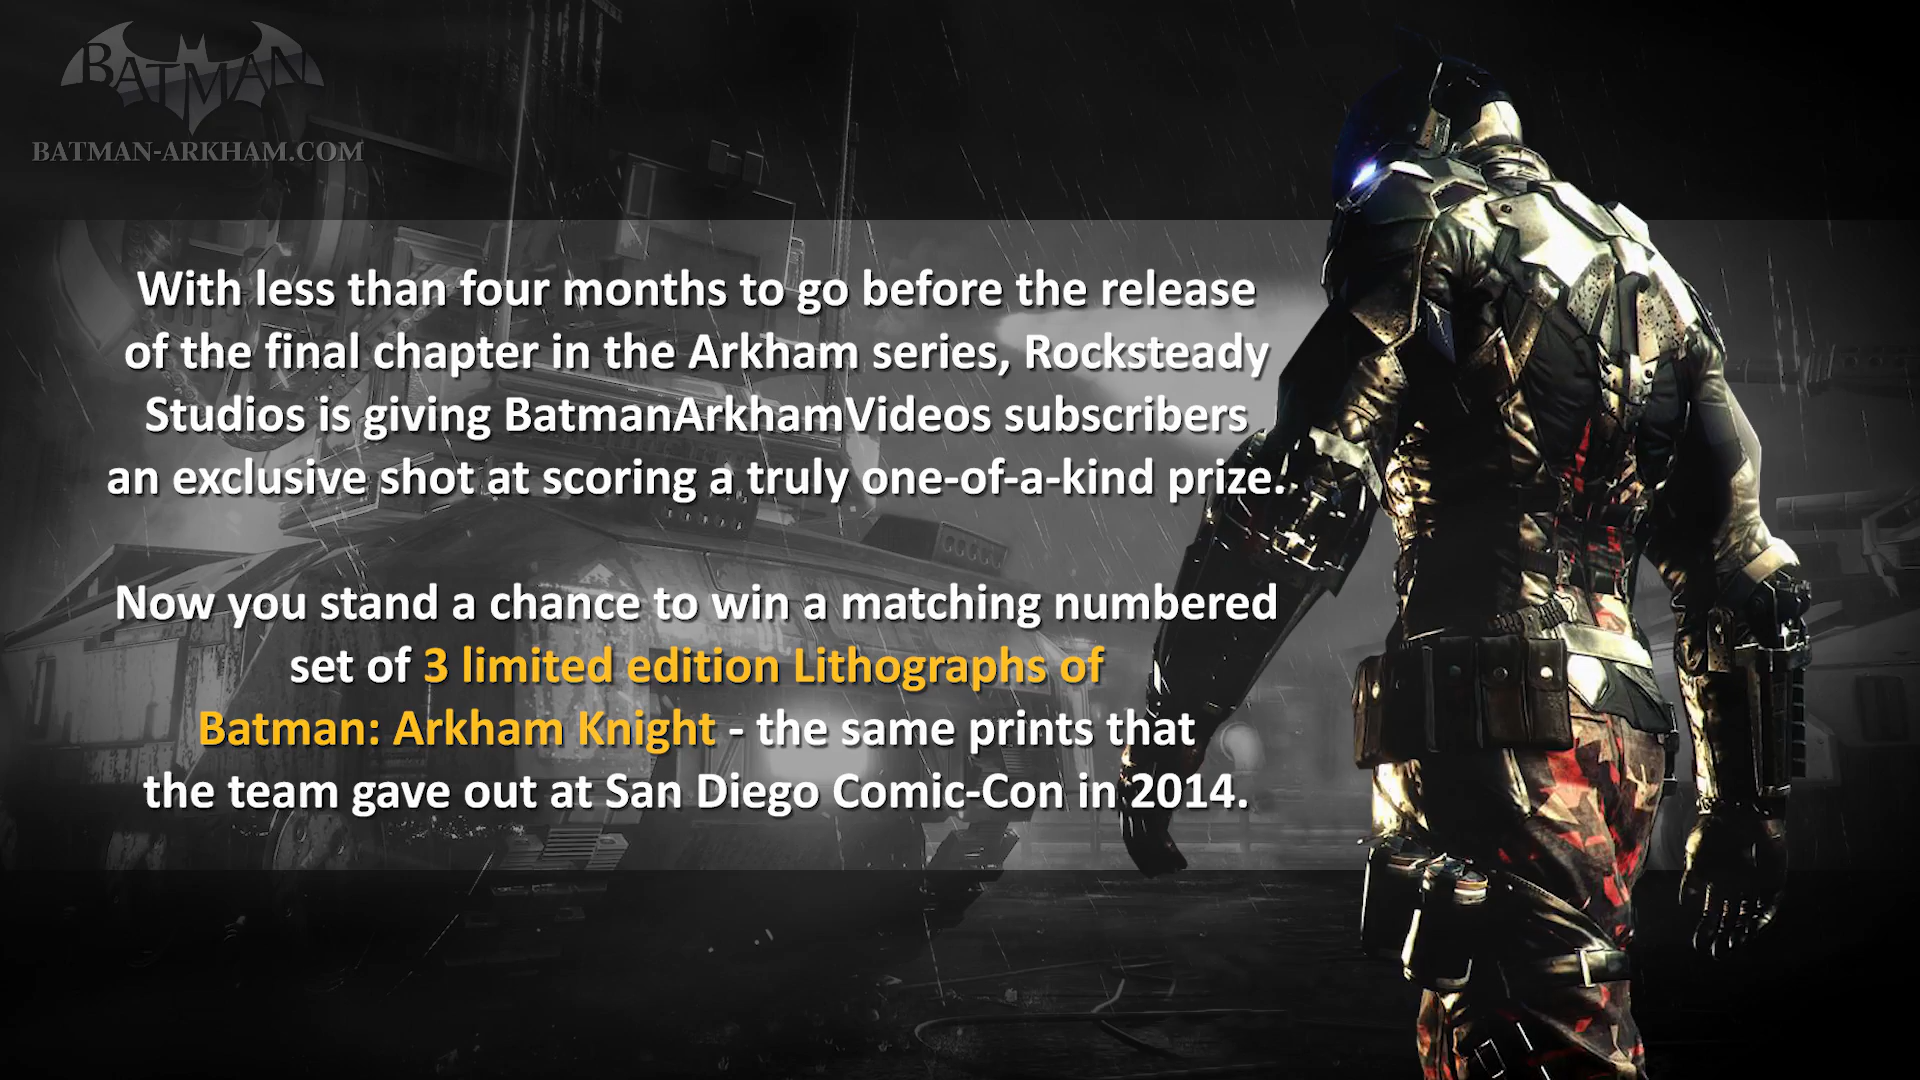 BATMAN
BATMAN-ARKHAM.COM
With less than four months to go before the release
of the final chapter in the Arkham series, Rocksteady
Studios is giving BatmanArkhamVideos subscribers
an exclusive shot at scoring a truly one-of-a-kind prize.
Now you stand a chance to win a matching numbered
set of 3 limited edition Lithographs of
Batman: Arkham Knight - the same prints that
the team gave out at San Diego Comic-Con in 2014.